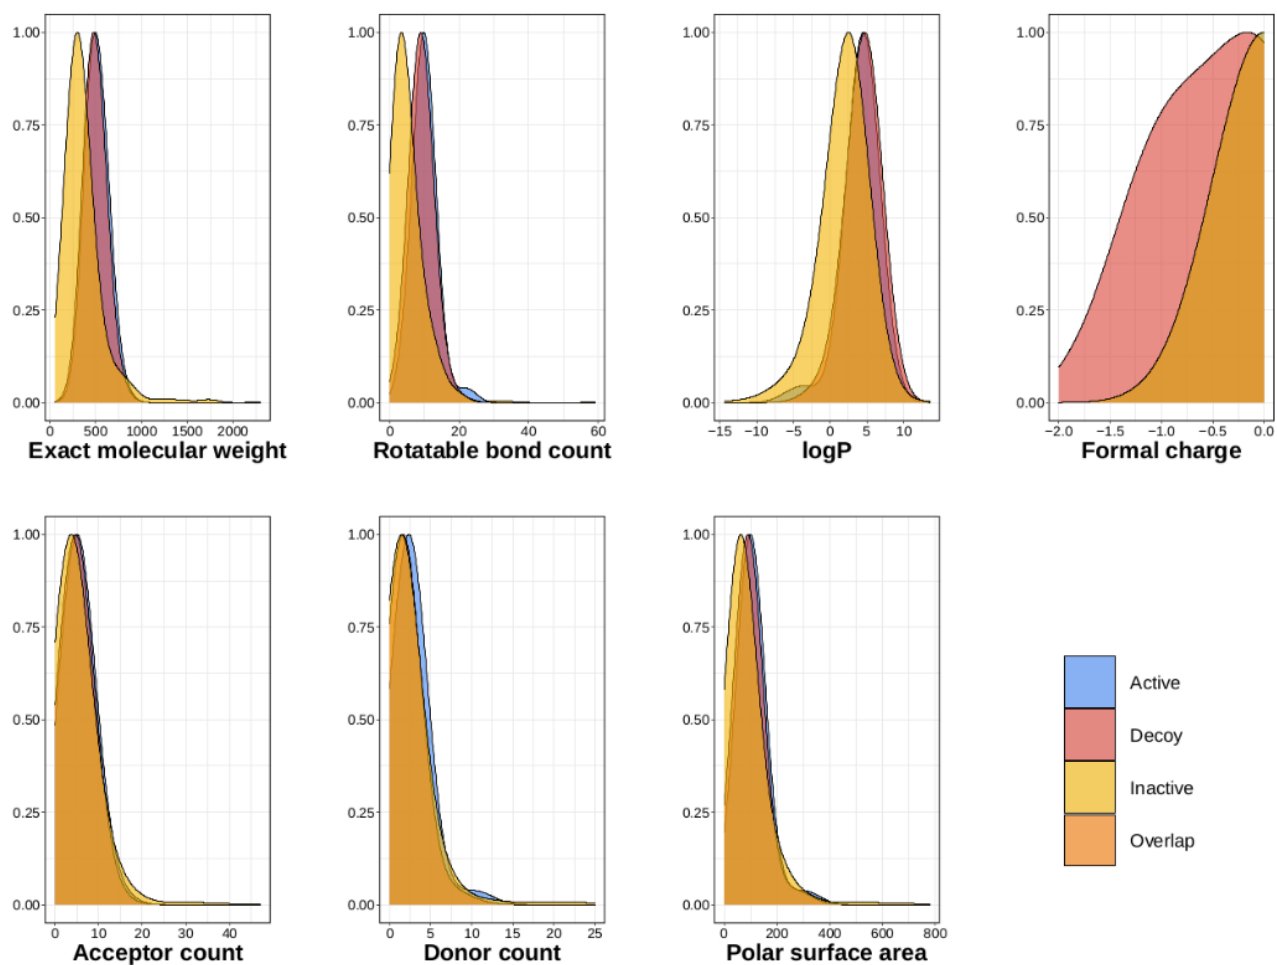 1.00
0.75
0.50
0.25
0.00
0 500 1000 1500 2000
Exact molecular weight
1.00
0.75
0.50
0.25
0.00
0 20 40 60
Rotatable bond count
1.00
0.75
0.50
0.25
0.00
−15 −10 −5 0 5 10
logP
1.00
0.75
0.50
0.25
0.00
−2.0 −1.5 −1.0 −0.5 0.0
Formal charge
1.00
0.75
0.50
0.25
0.00
0 10 20 30 40
Acceptor count
1.00
0.75
0.50
0.25
0.00
0 5 10 15 20 25
Donor count
1.00
0.75
0.50
0.25
0.00
0 200 400 600 800
Polar surface area
Active
Decoy
Inactive
Overlap